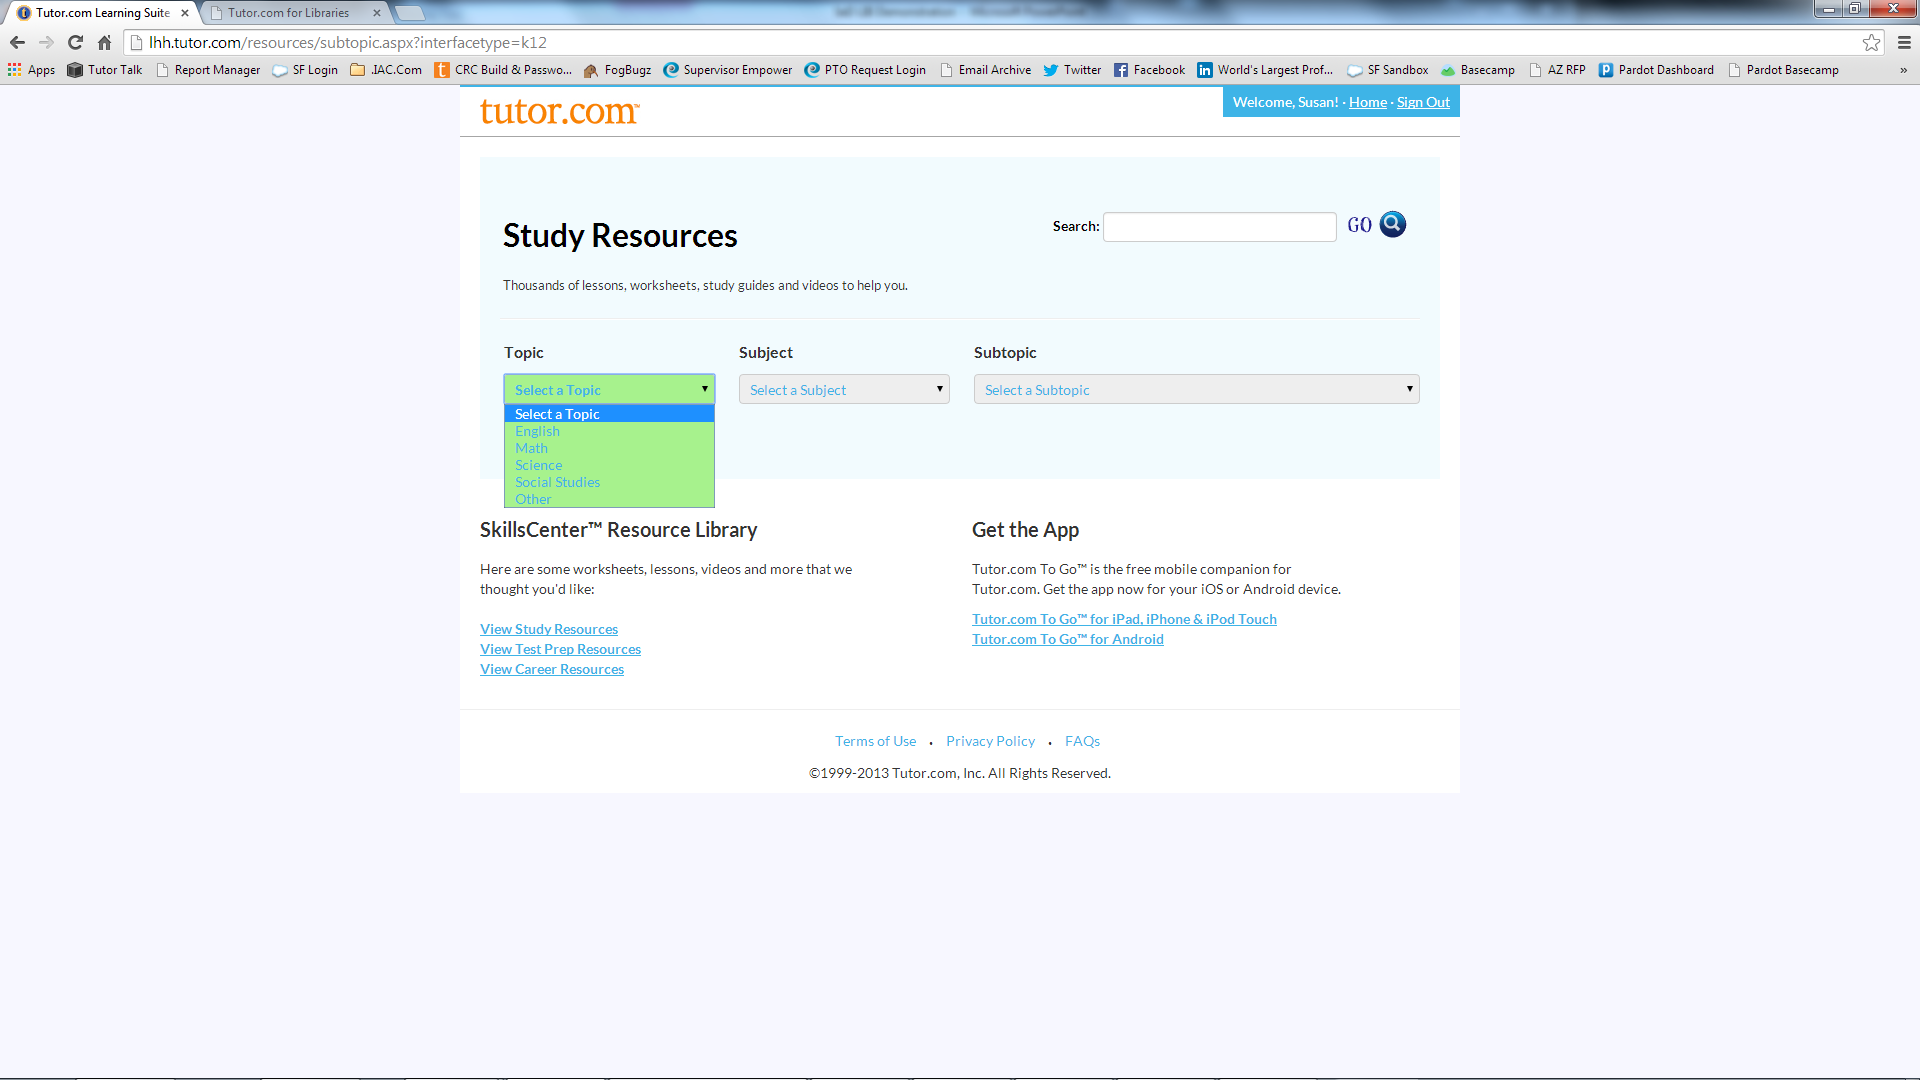 Tutor.com Learning Suite
Tutor.com for Libraries
lhh.tutor.com/resources/subtopic.aspx?interfacetype=k12
Apps Tutor Talk Report Manager SF Login .IAC.Com CRC Build & Passwo... FogBugz Supervisor Empower PTO Request Login Email Archive Twitter Facebook World's Largest Prof... SF Sandbox Basecamp AZ RFP Pardot Dashboard Pardot Basecamp »
tutor.com™
Welcome, Susan! · Home · Sign Out
Study Resources
Search: GO
Thousands of lessons, worksheets, study guides and videos to help you.
Topic Subject Subtopic
Select a Topic Select a Subject Select a Subtopic
Select a Topic
English
Math
Science
Social Studies
Other
SkillsCenter™ Resource Library
Here are some worksheets, lessons, videos and more that we
thought you'd like:
View Study Resources
View Test Prep Resources
View Career Resources
Get the App
Tutor.com To Go™ is the free mobile companion for
Tutor.com. Get the app now for your iOS or Android device.
Tutor.com To Go™ for iPad, iPhone & iPod Touch
Tutor.com To Go™ for Android
Terms of Use • Privacy Policy • FAQs
©1999-2013 Tutor.com, Inc. All Rights Reserved.